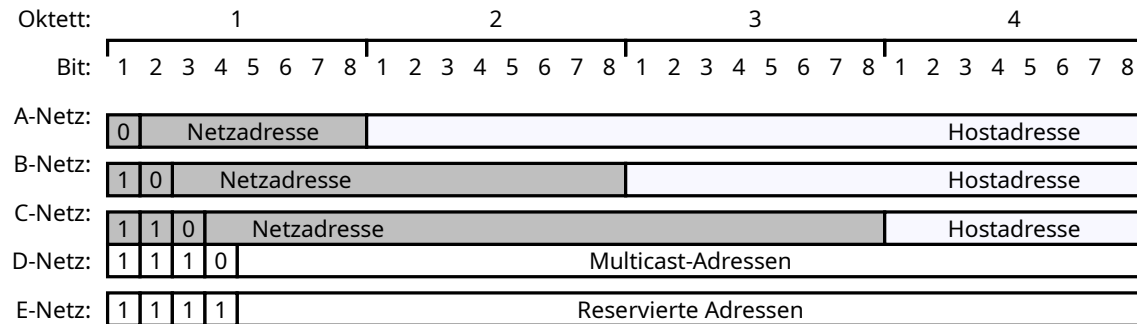 Oktett: 1 2 3 4
Bit: 1 2 3 4 5 6 7 8 1 2 3 4 5 6 7 8 1 2 3 4 5 6 7 8 1 2 3 4 5 6 7 8
A-Netz: 0 Netzadresse Hostadresse
B-Netz: 1 0 Netzadresse Hostadresse
C-Netz: 1 1 0 Netzadresse Hostadresse
D-Netz: 1 1 1 0 Multicast-Adressen
E-Netz: 1 1 1 1 Reservierte Adressen